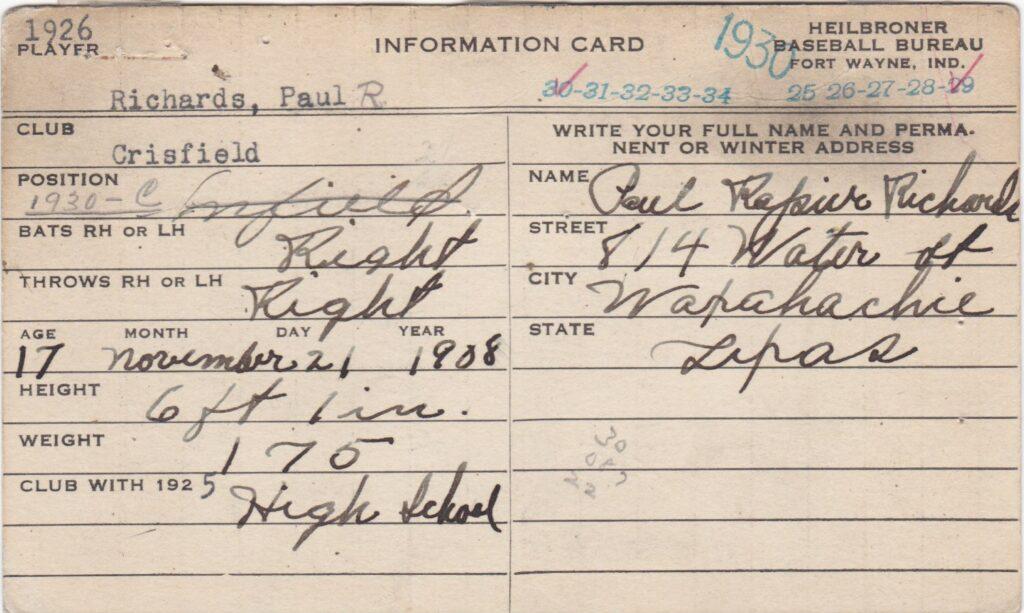 1926
PLAYER
INFORMATION CARD
1930
HEILBRONER
BASEBALL BUREAU
FORT WAYNE, IND.
Richards, Paul R
30-31-32-33-34
25 26-27-28-29
CLUB
Crisfield
WRITE YOUR FULL NAME AND PERMA-
NENT OR WINTER ADDRESS
POSITION
1930-C Infield
NAME Paul Rapier Richards
BATS RH OR LH Right
STREET 814 Water st
THROWS RH OR LH Right
CITY Waxahachie
AGE MONTH DAY YEAR
17 November 21 1908
STATE Texas
HEIGHT 6 ft 1 in.
WEIGHT 175
CLUB WITH 1925 High School